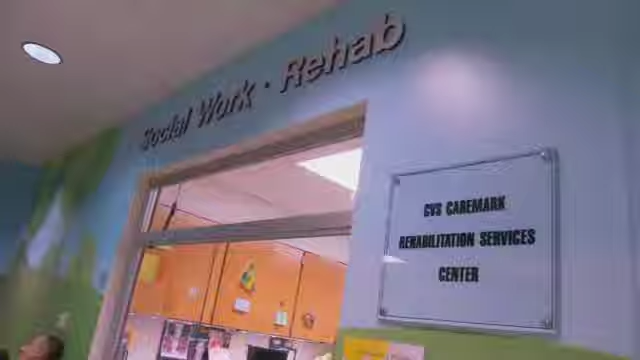 Social Work · Rehab
CVS CAREMARK
REHABILITATION SERVICES
CENTER